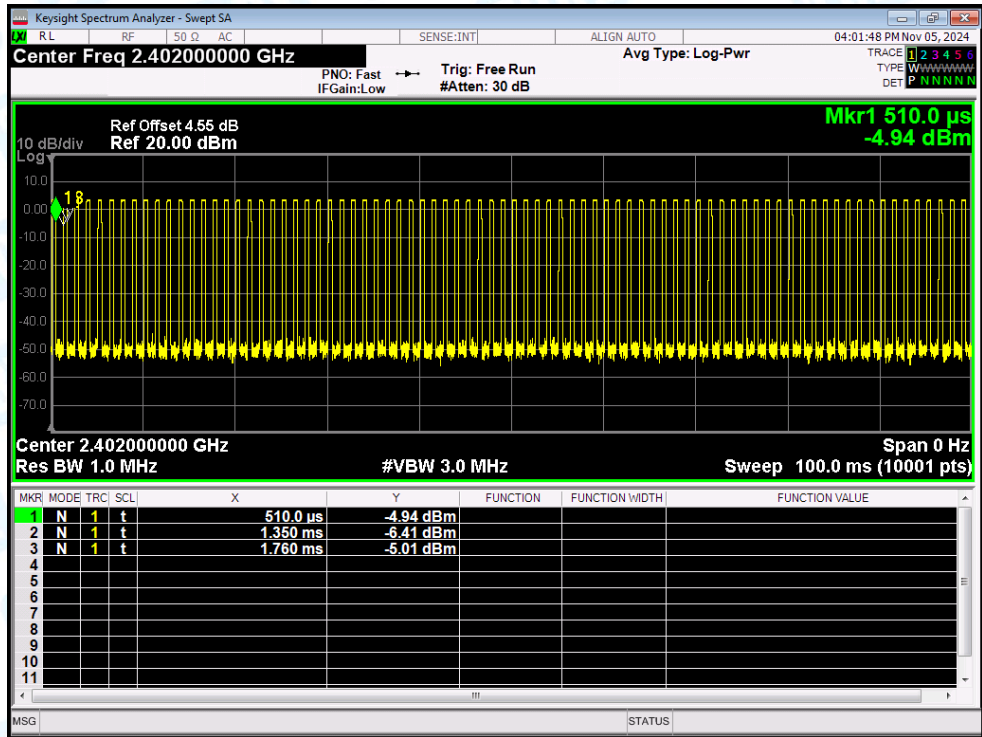 Keysight Spectrum Analyzer - Swept SA
LXI RL RF 50 Ω AC SENSE:INT ALIGN AUTO 04:01:48 PM Nov 05, 2024
Center Freq 2.402000000 GHz Avg Type: Log-Pwr TRACE 1 2 3 4 5 6
PNO: Fast Trig: Free Run TYPE WWWWWW
IFGain:Low #Atten: 30 dB DET P N N N N N
Mkr1 510.0 µs
Ref Offset 4.55 dB
10 dB/div Ref 20.00 dBm -4.94 dBm
Log
10.0
0.00
-10.0
-20.0
-30.0
-40.0
-50.0
-60.0
-70.0
Center 2.402000000 GHz Span 0 Hz
Res BW 1.0 MHz #VBW 3.0 MHz Sweep 100.0 ms (10001 pts)
MKR MODE TRC SCL X Y FUNCTION FUNCTION WIDTH FUNCTION VALUE
1 N 1 t 510.0 µs -4.94 dBm
2 N 1 t 1.350 ms -6.41 dBm
3 N 1 t 1.760 ms -5.01 dBm
4
5
6
7
8
9
10
11
MSG STATUS